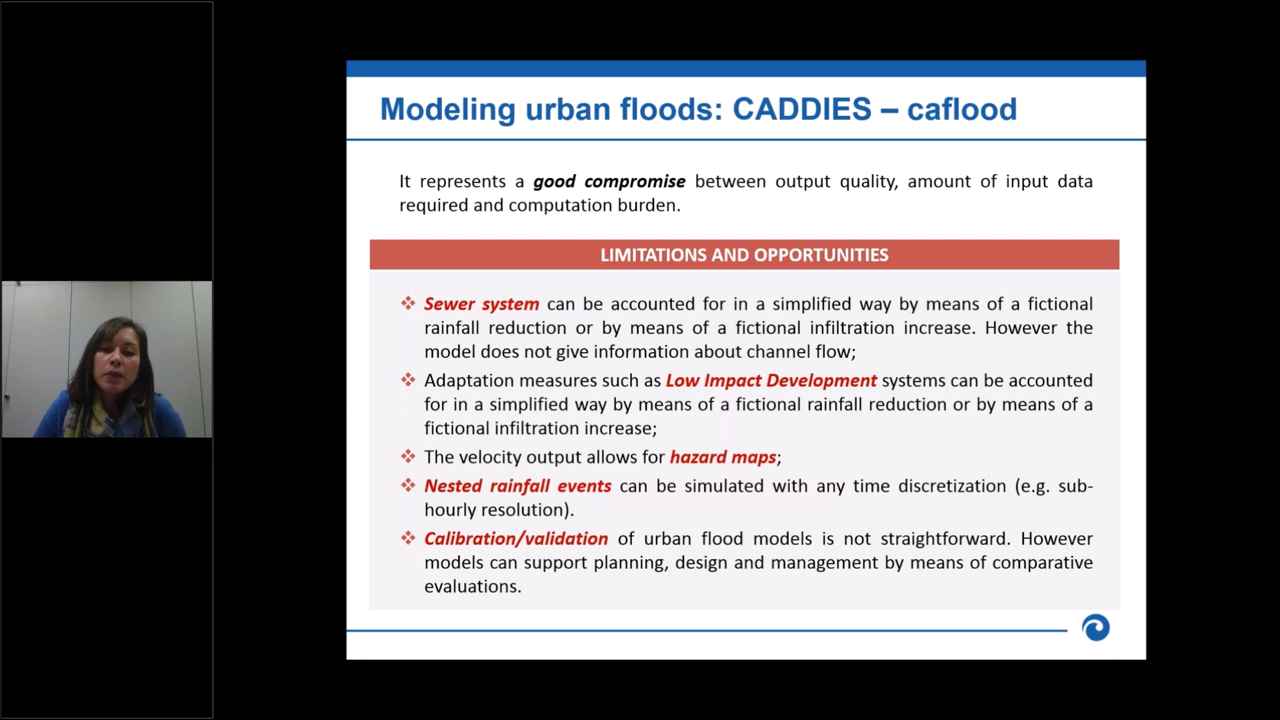 Modeling urban floods: CADDIES – caflood
It represents a good compromise between output quality, amount of input data
required and computation burden.
LIMITATIONS AND OPPORTUNITIES
❖ Sewer system can be accounted for in a simplified way by means of a fictional
rainfall reduction or by means of a fictional infiltration increase. However the
model does not give information about channel flow;
❖ Adaptation measures such as Low Impact Development systems can be accounted
for in a simplified way by means of a fictional rainfall reduction or by means of a
fictional infiltration increase;
❖ The velocity output allows for hazard maps;
❖ Nested rainfall events can be simulated with any time discretization (e.g. sub-
hourly resolution).
❖ Calibration/validation of urban flood models is not straightforward. However
models can support planning, design and management by means of comparative
evaluations.